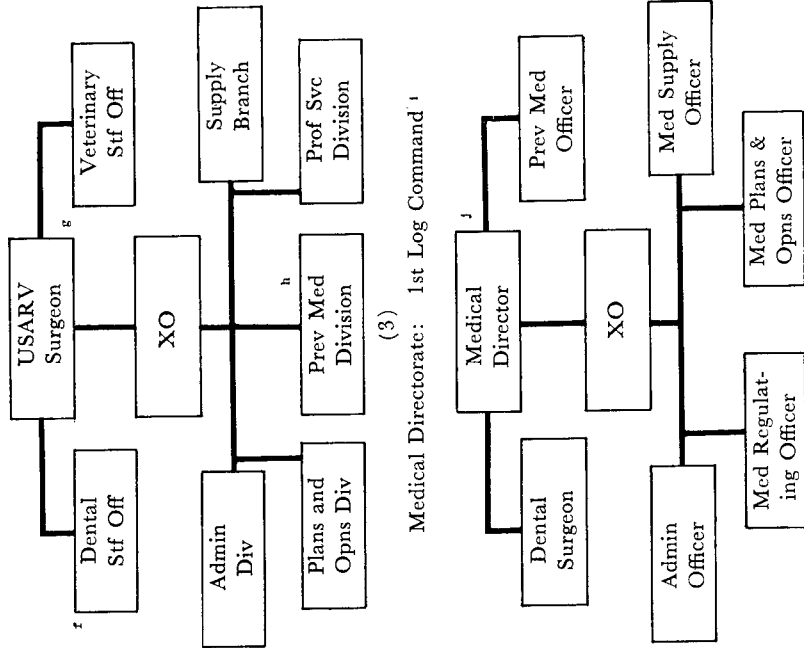 USARV
Surgeon
f
Dental
Stf Off
g
Veterinary
Stf Off
XO
Admin
Div
Supply
Branch
Plans and
Opns Div
h
Prev Med
Division
Prof Svc
Division
(3)
Medical Directorate: 1st Log Command i
Medical
Director
j
Dental
Surgeon
Prev Med
Officer
XO
Admin
Officer
Med Supply
Officer
Med Regulat-
ing Officer
Med Plans &
Opns Officer